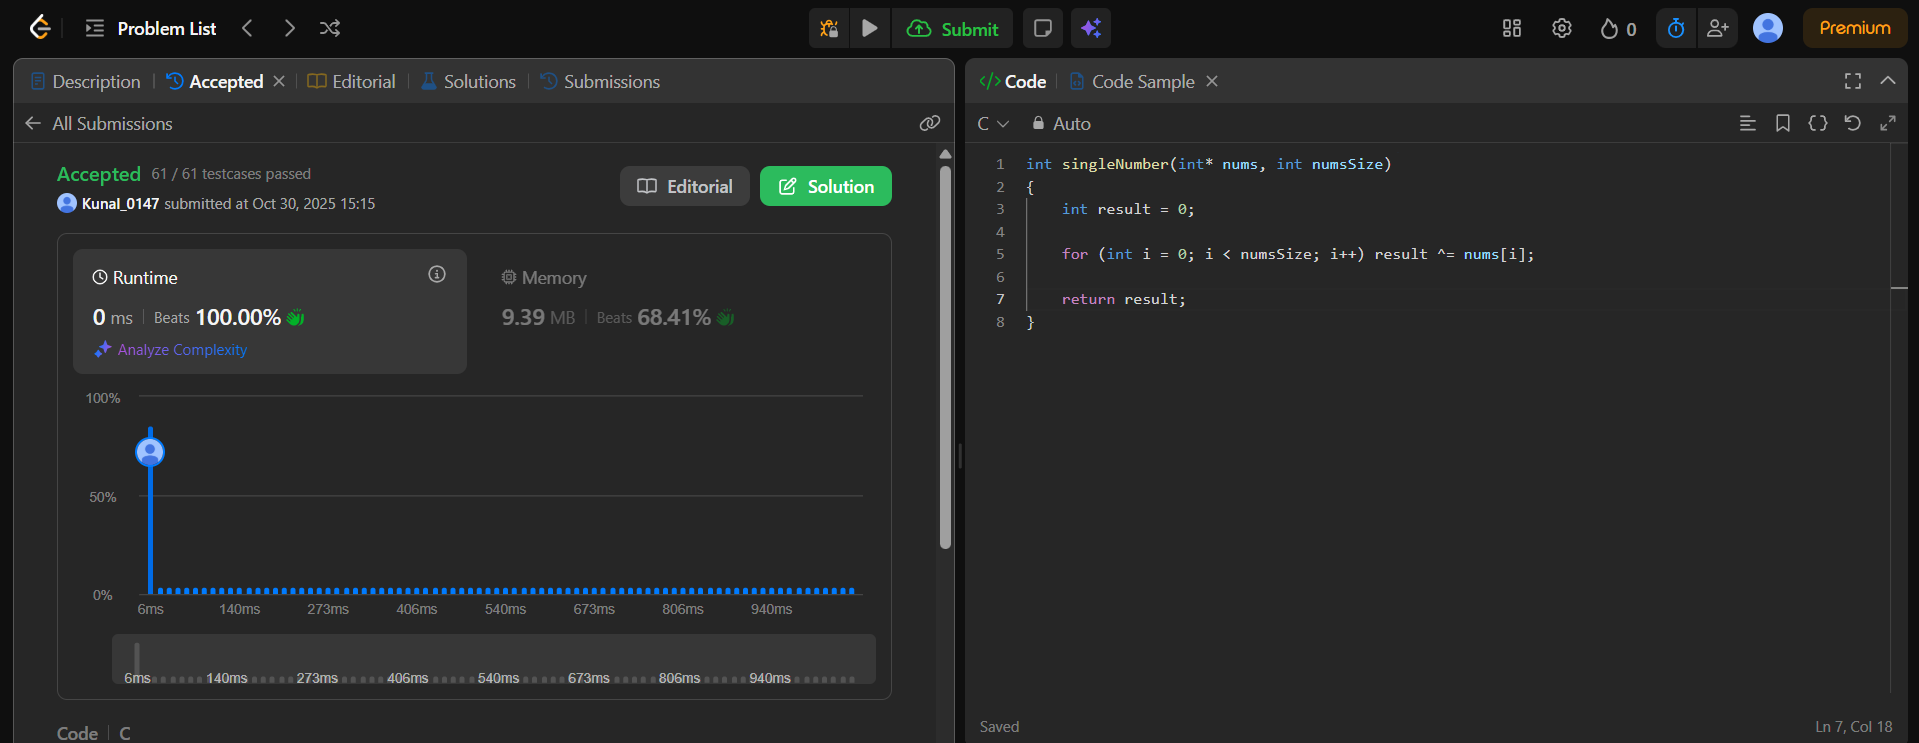 Problem List
Submit
0
Premium
Description
Accepted
Editorial
Solutions
Submissions
All Submissions
Accepted 61 / 61 testcases passed
Kunal_0147 submitted at Oct 30, 2025 15:15
Editorial
Solution
Runtime
0 ms Beats 100.00%
Analyze Complexity
Memory
9.39 MB Beats 68.41%
100%
50%
0%
6ms 140ms 273ms 406ms 540ms 673ms 806ms 940ms
6ms 140ms 273ms 406ms 540ms 673ms 806ms 940ms
Code C
</> Code
Code Sample
C
Auto
1 int singleNumber(int* nums, int numsSize)
2 {
3 int result = 0;
4
5 for (int i = 0; i < numsSize; i++) result ^= nums[i];
6
7 return result;
8 }
Saved
Ln 7, Col 18